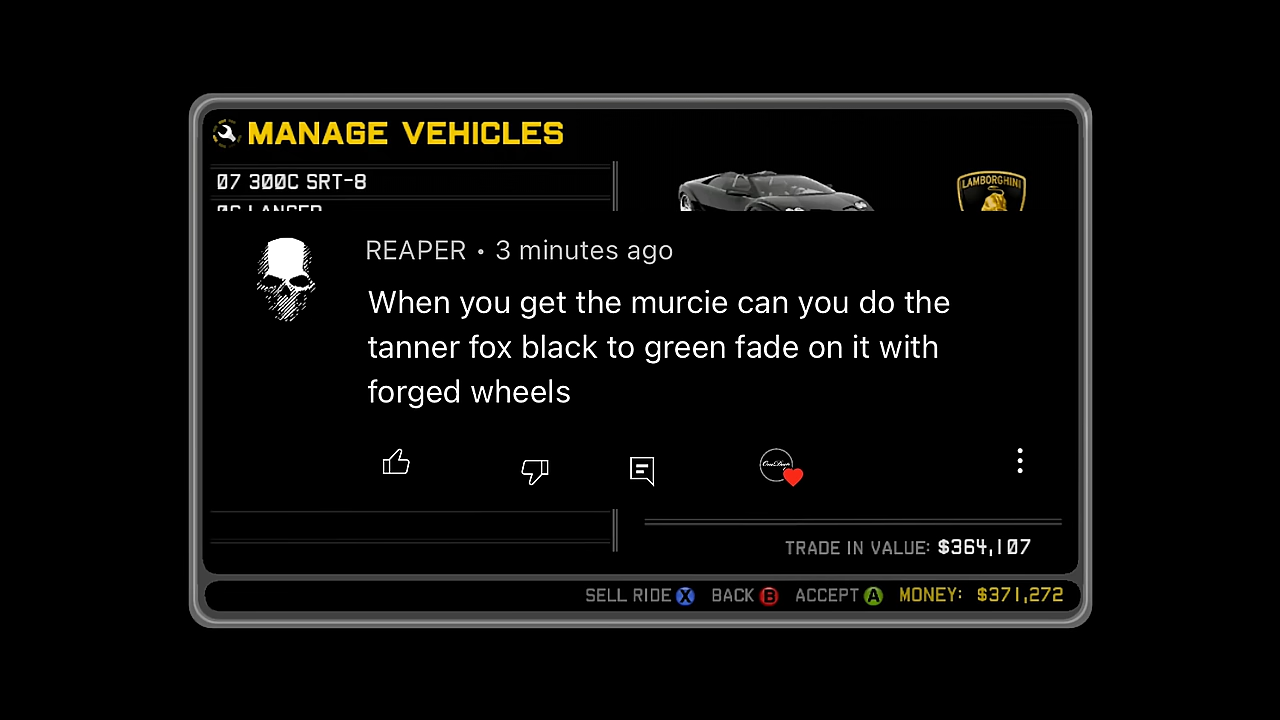 MANAGE VEHICLES
07 300C SRT-8
06 LANCER
LAMBORGHINI
REAPER • 3 minutes ago
When you get the murcie can you do the
tanner fox black to green fade on it with
forged wheels
TRADE IN VALUE: $364,107
SELL RIDE X BACK B ACCEPT A MONEY: $371,272